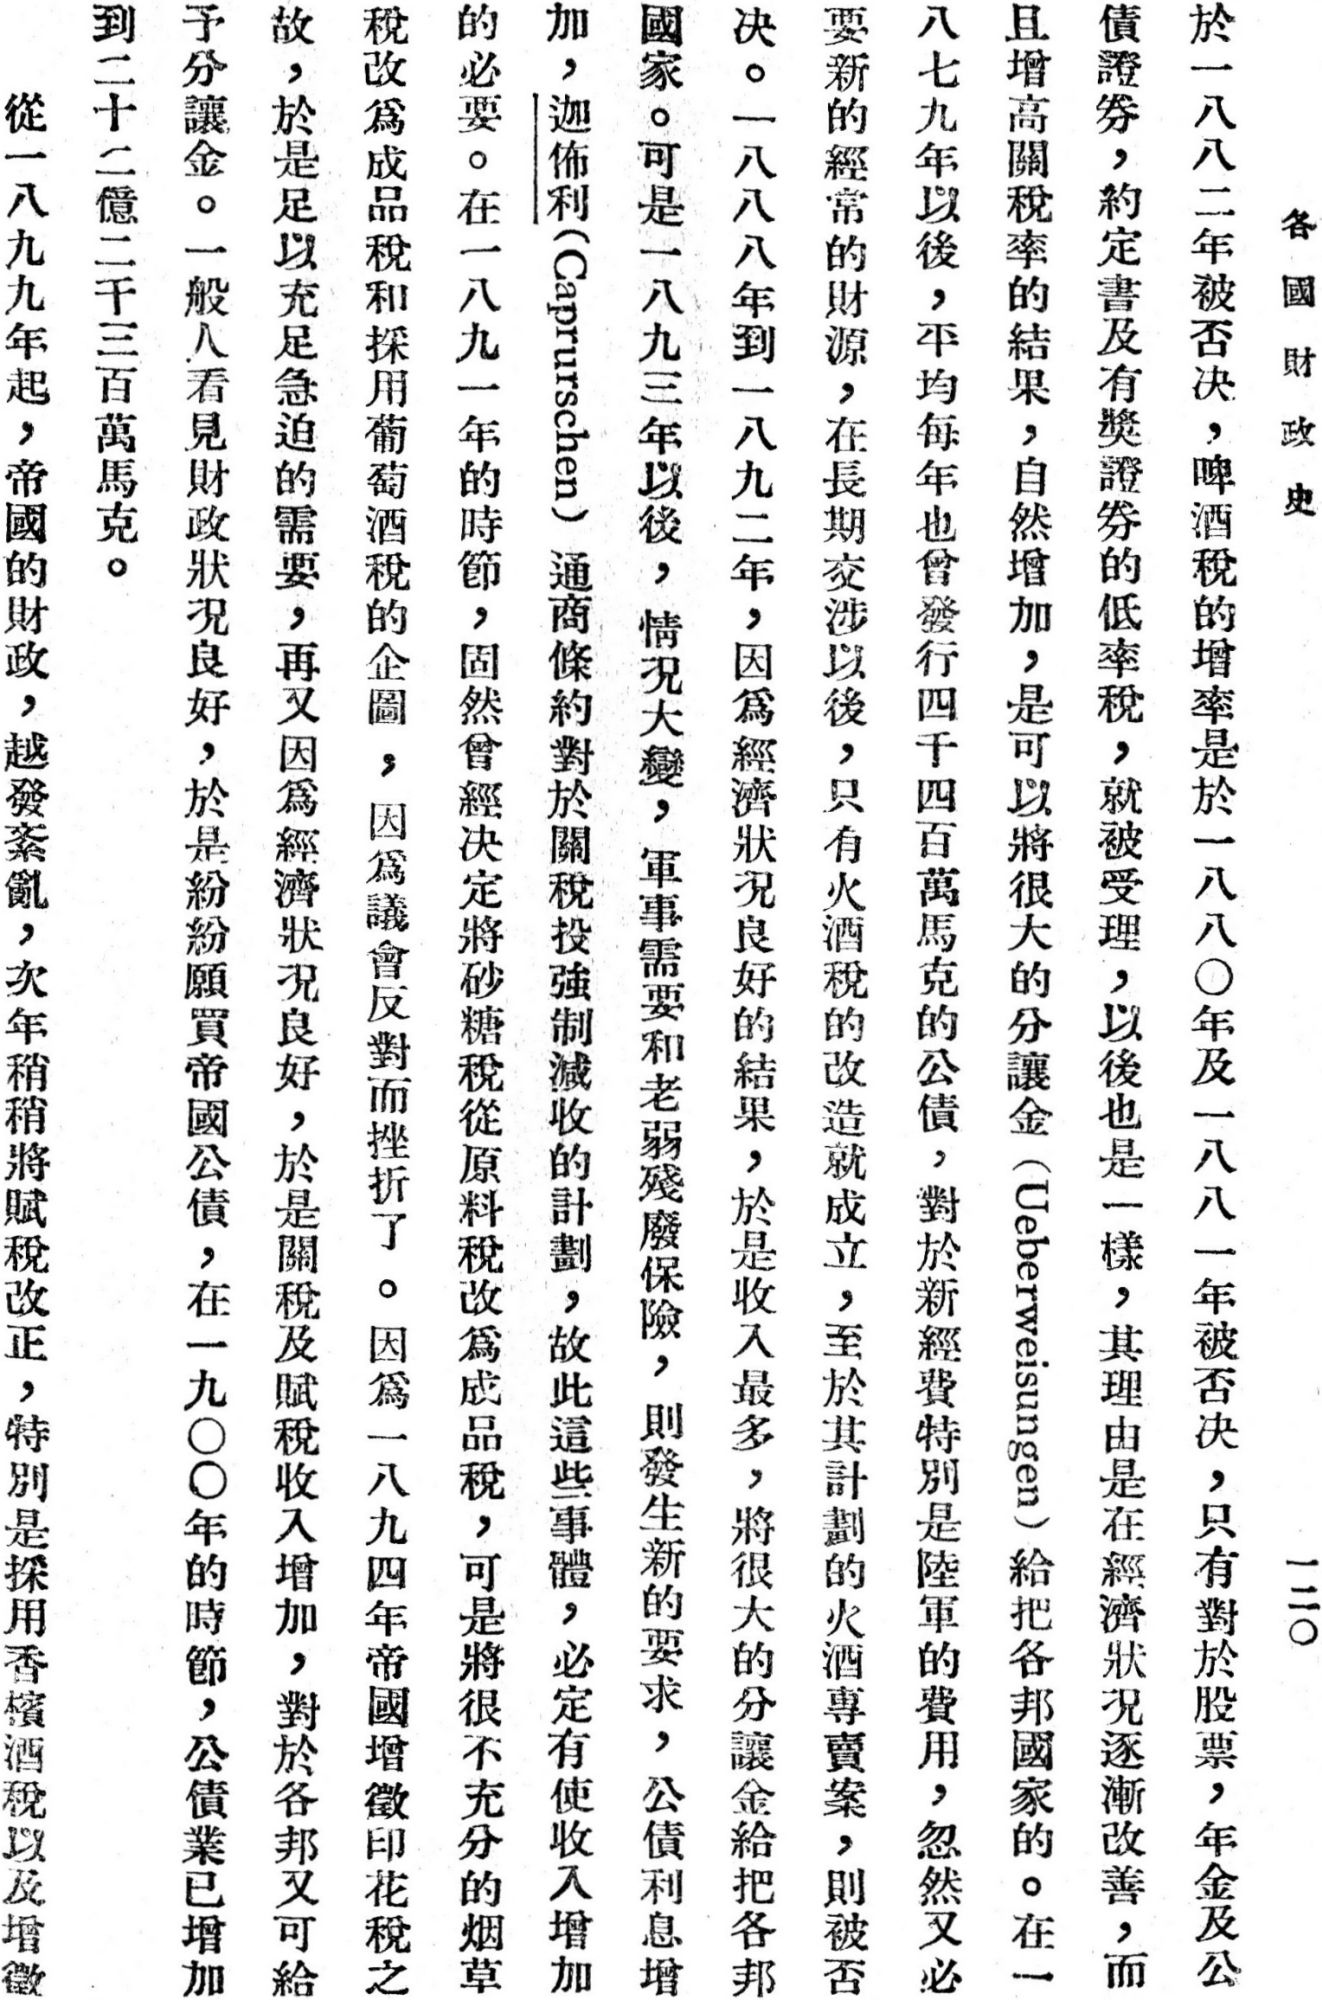 各國財政史
一二〇
於一八八二年被否決，啤酒稅的增率是於一八八〇年及一八八一年被否決，只有對於股票，年金及公
債證券，約定書及有獎證券的低率稅，就被受理，以後也是一樣，其理由是在經濟狀況逐漸改善，而
且增高關稅率的結果，自然增加，是可以將很大的分讓金（Ueberweisungen）給把各邦國家的。在一
八七九年以後，平均每年也曾發行四千四百萬馬克的公債，對於新經費特別是陸軍的費用，忽然又必
要新的經常的財源，在長期交涉以後，只有火酒稅的改造就成立，至於其計劃的火酒專賣案，則被否
決。一八八八年到一八九二年，因爲經濟狀況良好的結果，於是收入最多，將很大的分讓金給把各邦
國家。可是一八九三年以後，情況大變，軍事需要和老弱殘廢保險，則發生新的要求，公債利息增
加，迦佈利（Caprurschen）通商條約對於關稅投強制減收的計劃，故此這些事體，必定有使收入增加
的必要。在一八九一年的時節，固然曾經決定將砂糖稅從原料稅改爲成品稅，可是將很不充分的烟草
稅改爲成品稅和採用葡萄酒稅的企圖，因爲議會反對而挫折了。因爲一八九四年帝國增徵印花稅之
故，於是足以充足急迫的需要，再又因爲經濟狀況良好，於是關稅及賦稅收入增加，對於各邦又可給
予分讓金。一般人看見財政狀況良好，於是紛紛願買帝國公債，在一九〇〇年的時節，公債業已增加
到二十二億二千三百萬馬克。
從一八九九年起，帝國的財政，越發紊亂，次年稍稍將賦稅改正，特別是採用香檳酒稅以及增徵